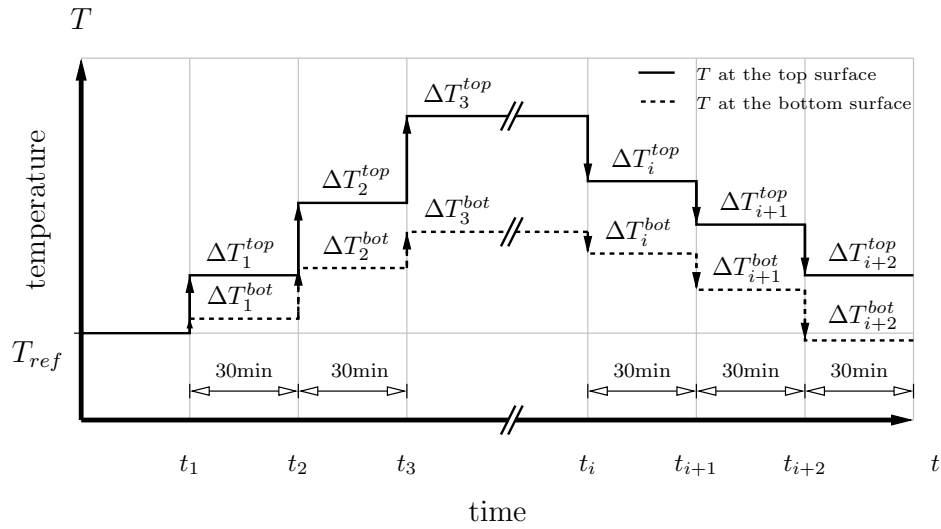 T
T at the top surface
T at the bottom surface
ΔT_3^{top}
ΔT_2^{top}
ΔT_i^{top}
ΔT_{i+1}^{top}
ΔT_1^{top}
ΔT_{i+2}^{top}
ΔT_3^{bot}
ΔT_2^{bot}
ΔT_i^{bot}
ΔT_{i+1}^{bot}
ΔT_1^{bot}
ΔT_{i+2}^{bot}
temperature
T_{ref}
30min 30min 30min 30min 30min
t_1 t_2 t_3 t_i t_{i+1} t_{i+2} t
time